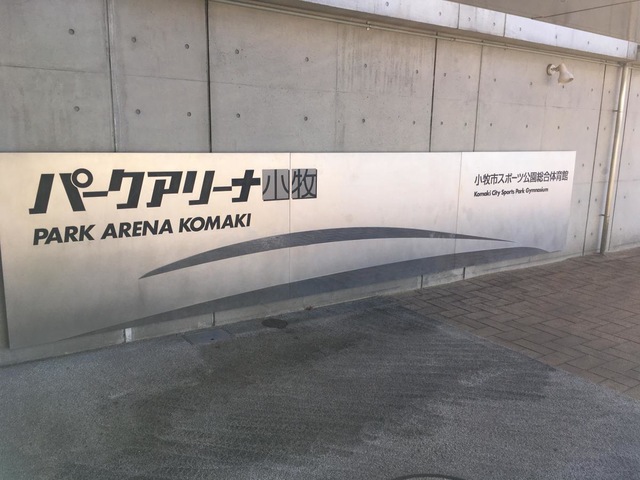 パークアリーナ小牧
PARK ARENA KOMAKI
小牧市スポーツ公園総合体育館
Komaki City Sports Park Gymnasium